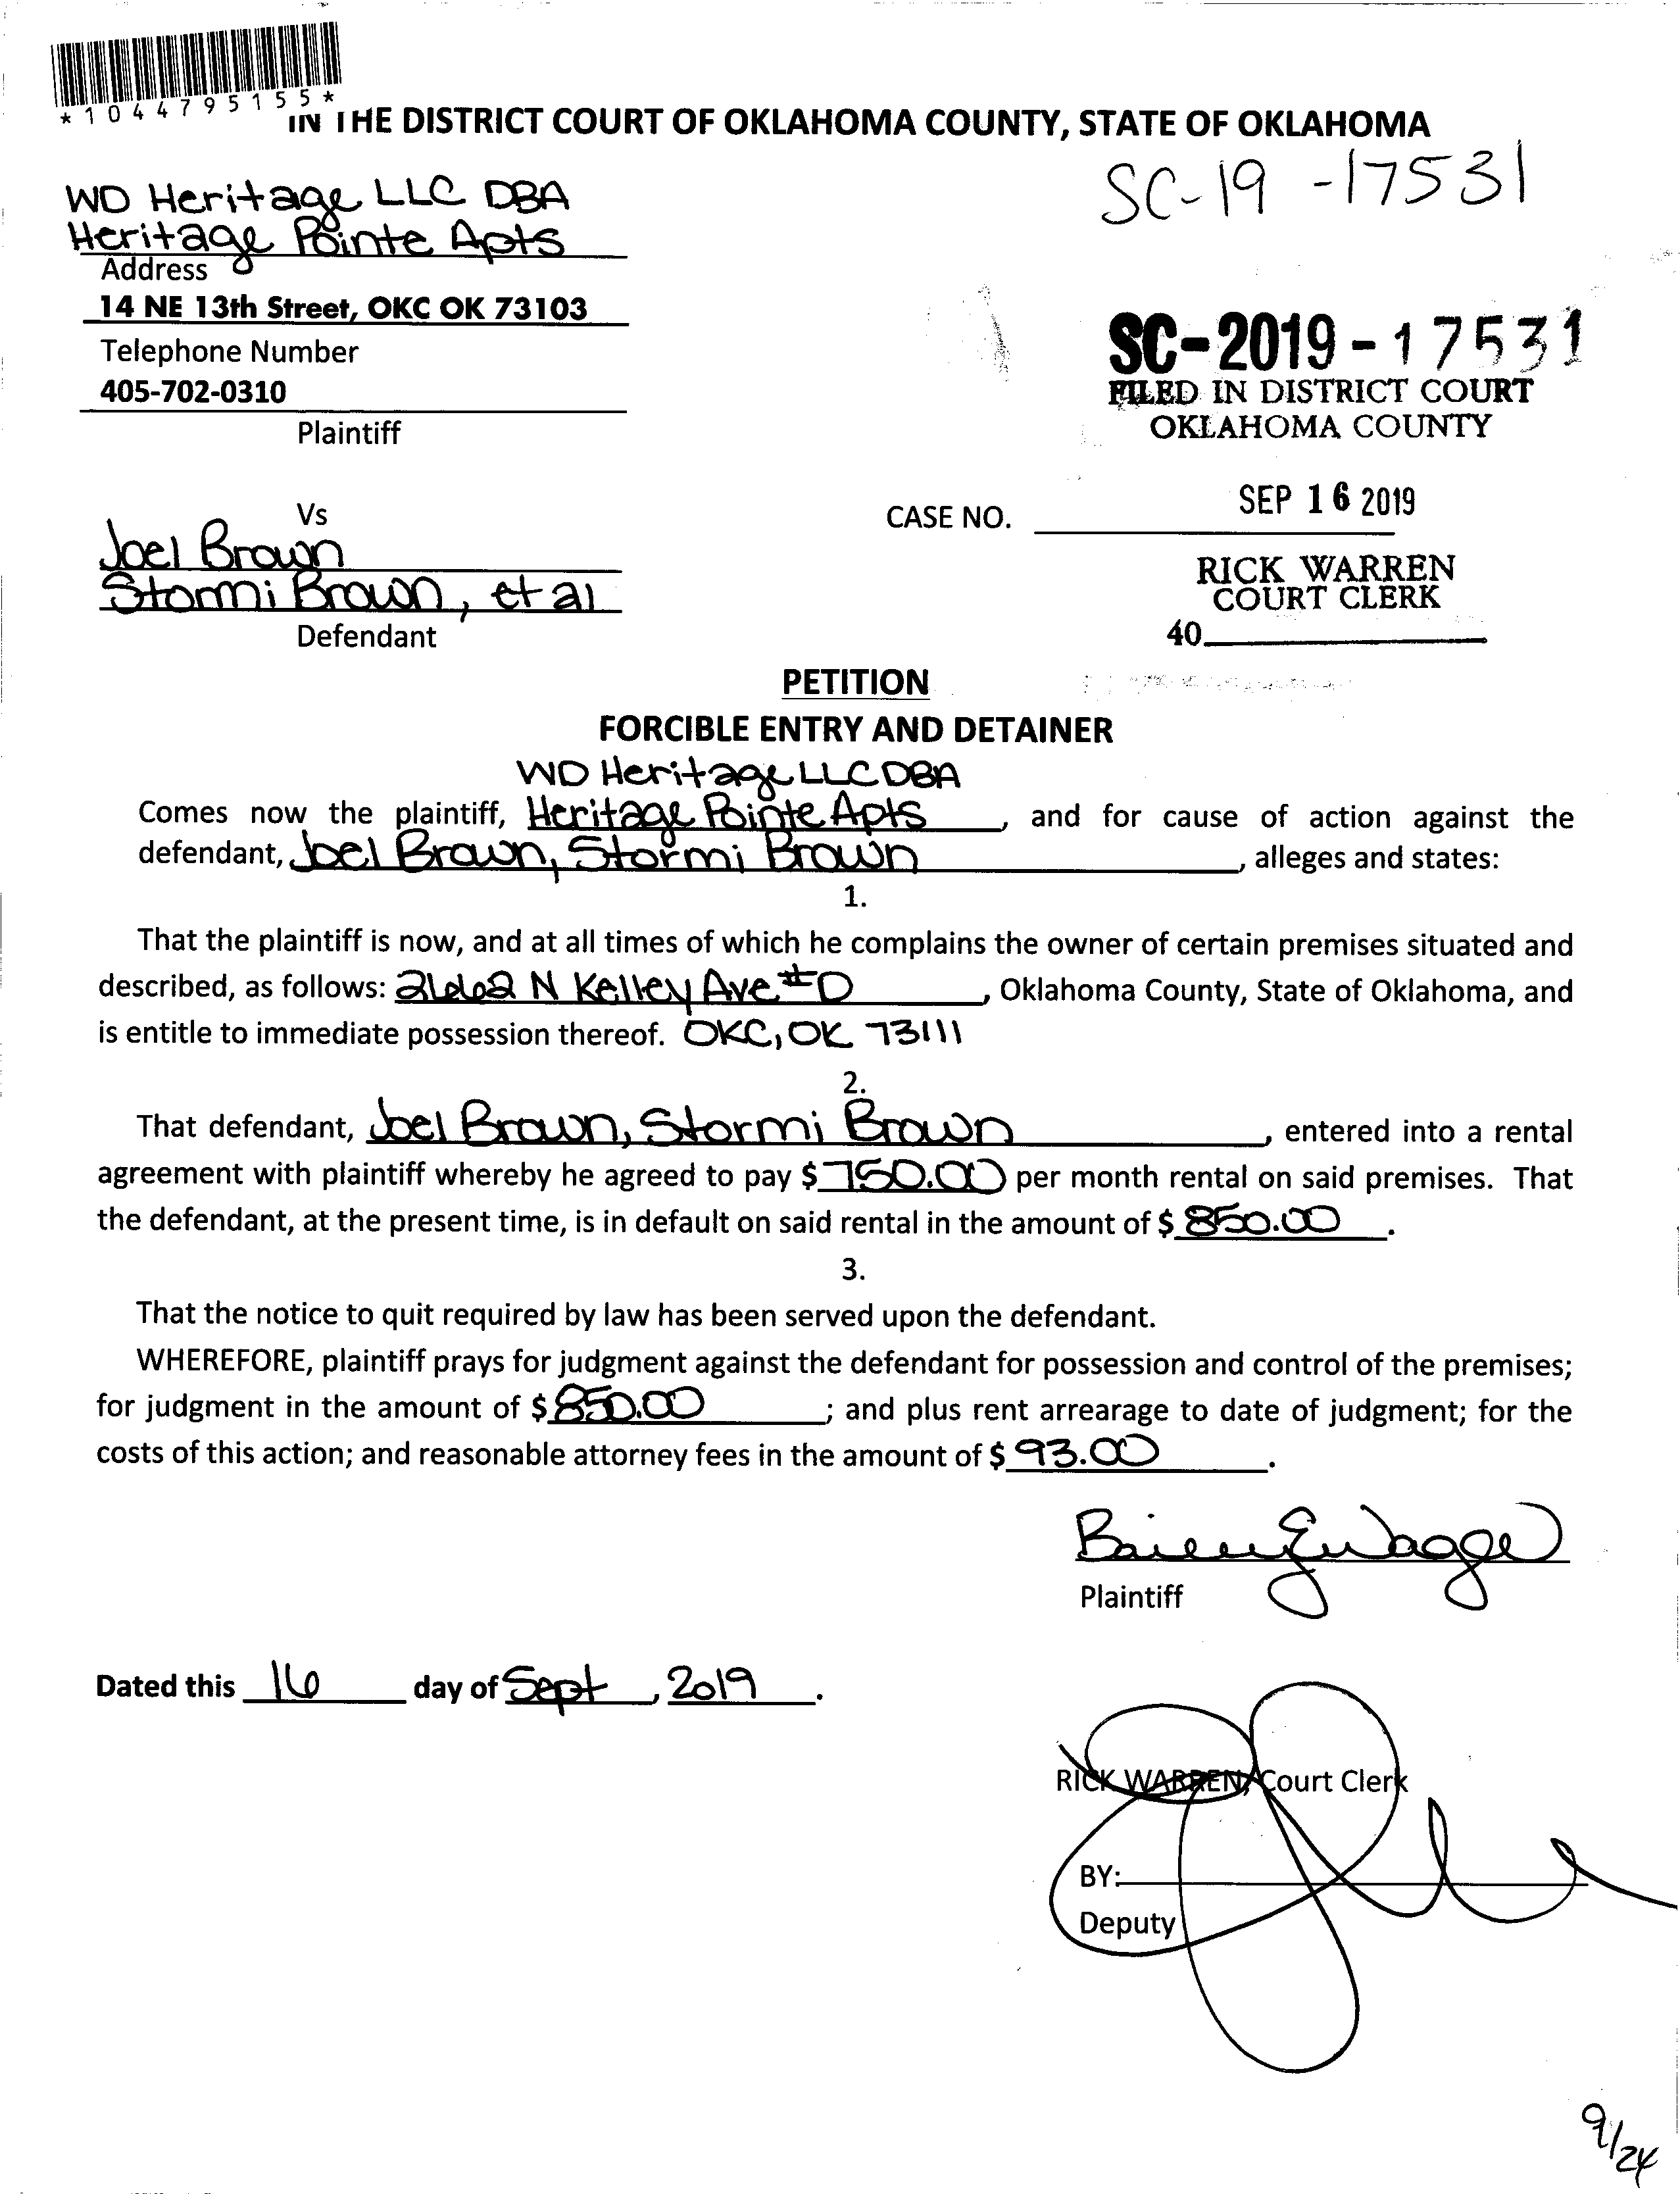 *1044795155*
IN THE DISTRICT COURT OF OKLAHOMA COUNTY, STATE OF OKLAHOMA
SC-19-17531
WD Heritage LLC DBA
Heritage Pointe Apts
Address
14 NE 13th Street, OKC OK 73103
Telephone Number
405-702-0310
Plaintiff
SC-2019-17531
FILED IN DISTRICT COURT
OKLAHOMA COUNTY
SEP 16 2019
RICK WARREN
COURT CLERK
40
Vs
CASE NO.
Joel Brown
Stormi Brown, et al
Defendant
PETITION
FORCIBLE ENTRY AND DETAINER
WD Heritage LLC DBA
Comes now the plaintiff, Heritage Pointe Apts, and for cause of action against the
defendant, Joel Brown, Stormi Brown, alleges and states:
1.
That the plaintiff is now, and at all times of which he complains the owner of certain premises situated and
described, as follows: 2662 N Kelley Ave #D, Oklahoma County, State of Oklahoma, and
is entitle to immediate possession thereof. OKC, OK 73111
2.
That defendant, Joel Brown, Stormi Brown, entered into a rental
agreement with plaintiff whereby he agreed to pay $750.00 per month rental on said premises. That
the defendant, at the present time, is in default on said rental in the amount of $850.00.
3.
That the notice to quit required by law has been served upon the defendant.
WHEREFORE, plaintiff prays for judgment against the defendant for possession and control of the premises;
for judgment in the amount of $850.00; and plus rent arrearage to date of judgment; for the
costs of this action; and reasonable attorney fees in the amount of $93.00.
Plaintiff
Dated this 16 day of Sept, 2019.
RICK WARREN, Court Clerk
BY:
Deputy
9/24